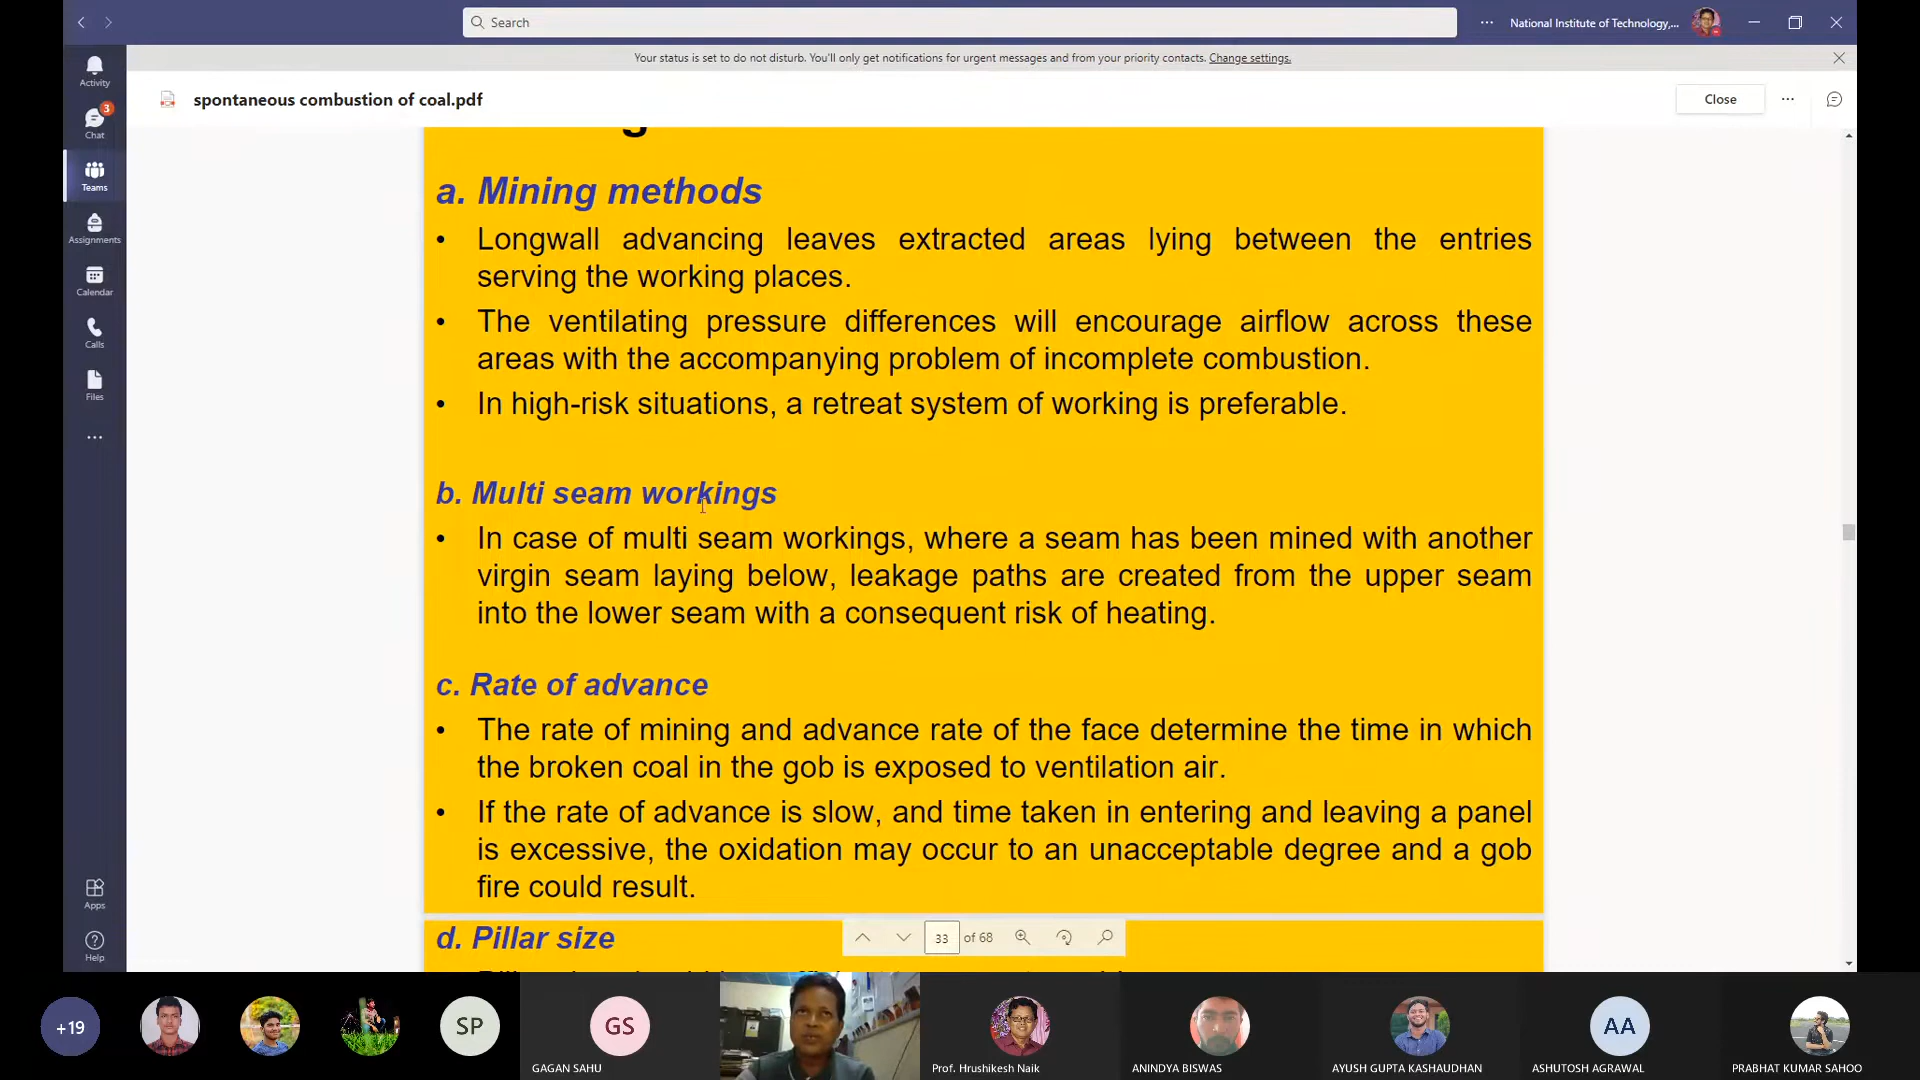 Search
National Institute of Technology,...
Your status is set to do not disturb. You'll only get notifications for urgent messages and from your priority contacts. Change settings.
Activity
3
Chat
Teams
Assignments
Calendar
Calls
Files
spontaneous combustion of coal.pdf
Close
a. Mining methods
• Longwall advancing leaves extracted areas lying between the entries
serving the working places.
• The ventilating pressure differences will encourage airflow across these
areas with the accompanying problem of incomplete combustion.
• In high-risk situations, a retreat system of working is preferable.
b. Multi seam workings
• In case of multi seam workings, where a seam has been mined with another
virgin seam laying below, leakage paths are created from the upper seam
into the lower seam with a consequent risk of heating.
c. Rate of advance
• The rate of mining and advance rate of the face determine the time in which
the broken coal in the gob is exposed to ventilation air.
• If the rate of advance is slow, and time taken in entering and leaving a panel
is excessive, the oxidation may occur to an unacceptable degree and a gob
fire could result.
d. Pillar size
33 of 68
Apps
Help
+19
SP
GS
GAGAN SAHU
Prof. Hrushikesh Naik
ANINDYA BISWAS
AYUSH GUPTA KASHAUDHAN
AA
ASHUTOSH AGRAWAL
PRABHAT KUMAR SAHOO